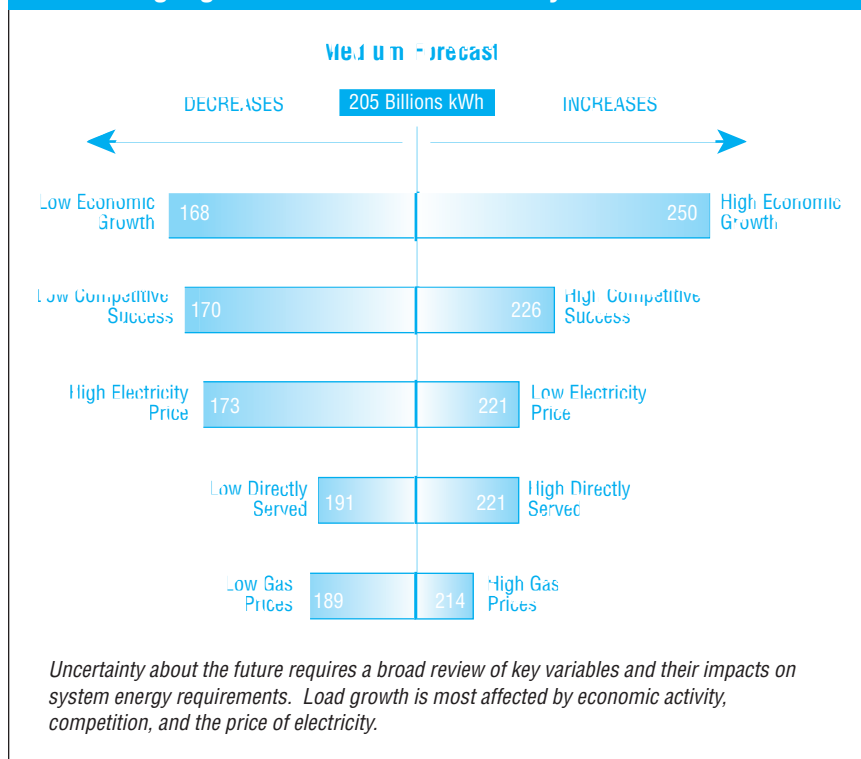 Medium Forecast
DECREASES 205 Billions kWh INCREASES
Low Economic
Growth
168
250
High Economic
Growth
Low Competitive
Success
170
226
High Competitive
Success
High Electricity
Price
173
221
Low Electricity
Price
Low Directly
Served
191
221
High Directly
Served
Low Gas
Prices
189
214
High Gas
Prices
Uncertainty about the future requires a broad review of key variables and their impacts on
system energy requirements.  Load growth is most affected by economic activity,
competition, and the price of electricity.